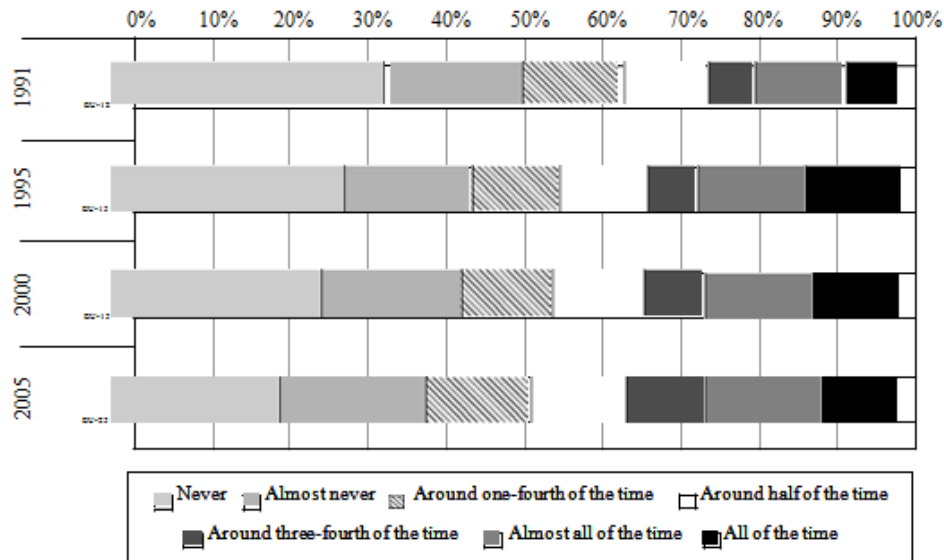 0% 10% 20% 30% 40% 50% 60% 70% 80% 90% 100%
1991
1995
2000
2005
Never Almost never Around one-fourth of the time Around half of the time
Around three-fourth of the time Almost all of the time All of the time